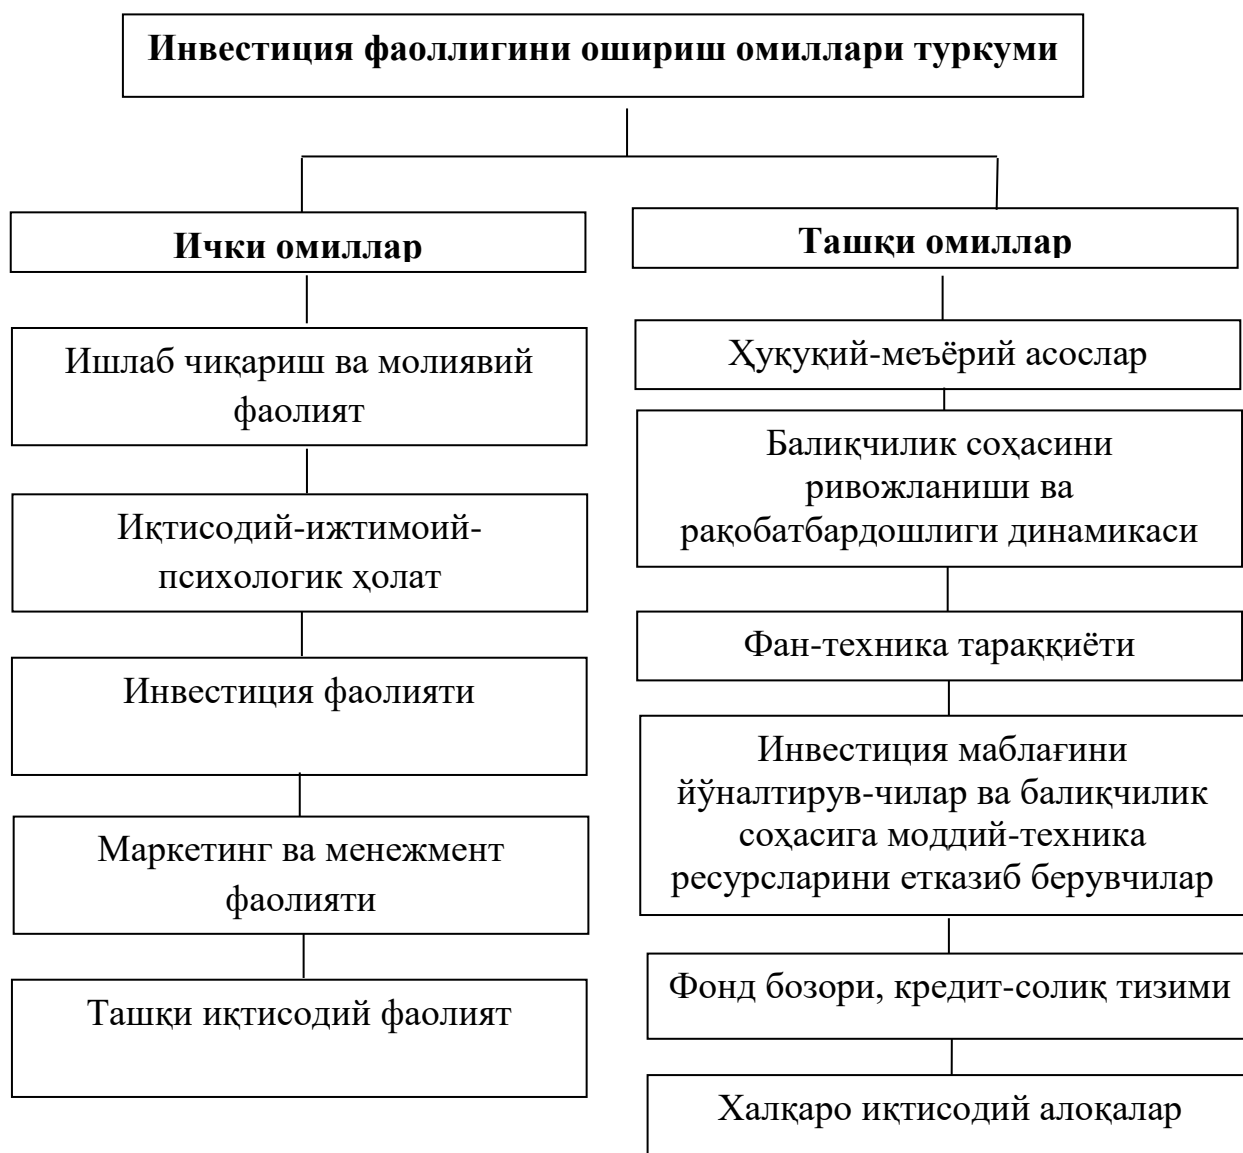 Инвестиция фаоллигини ошириш омиллари туркуми
Ички омиллар
Ишлаб чиқариш ва молиявий
фаолият
Иқтисодий-ижтимоий-
психологик ҳолат
Инвестиция фаолияти
Маркетинг ва менежмент
фаолияти
Ташқи иқтисодий фаолият
Ташқи омиллар
Ҳуқуқий-меъёрий асослар
Балиқчилик соҳасини
ривожланиши ва
рақобатбардошлиги динамикаси
Фан-техника тараққиёти
Инвестиция маблағини
йўналтирув-чилар ва балиқчилик
соҳасига моддий-техника
ресурсларини етказиб берувчилар
Фонд бозори, кредит-солиқ тизими
Халқаро иқтисодий алоқалар